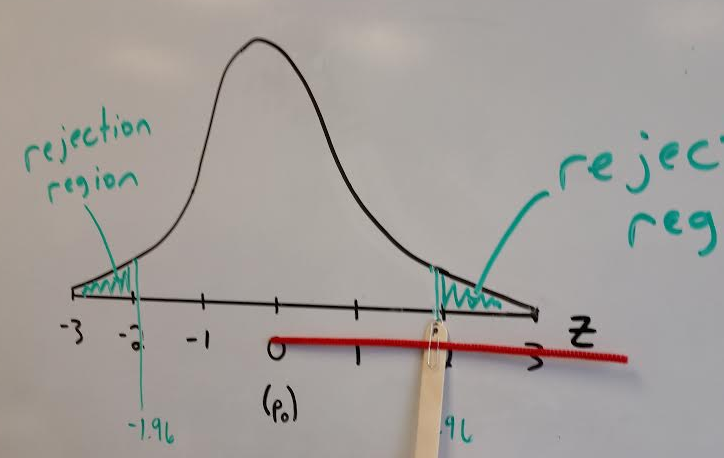 rejection
region
rejec
reg
-3 -2 -1 0 1 3 Z
(p₀)
-1.96
.96